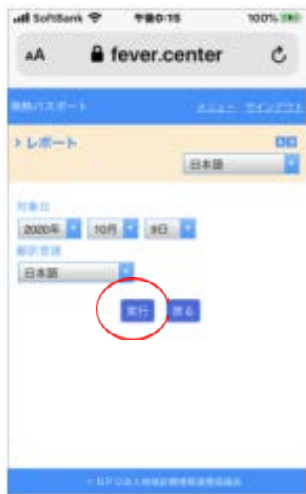 SoftBank 午後0:15 100%
AA fever.center
発熱パスポート メニュー サインアウト
> レポート
日本語
対象日
2020年 10月 9日
翻訳言語
日本語
実行 戻る